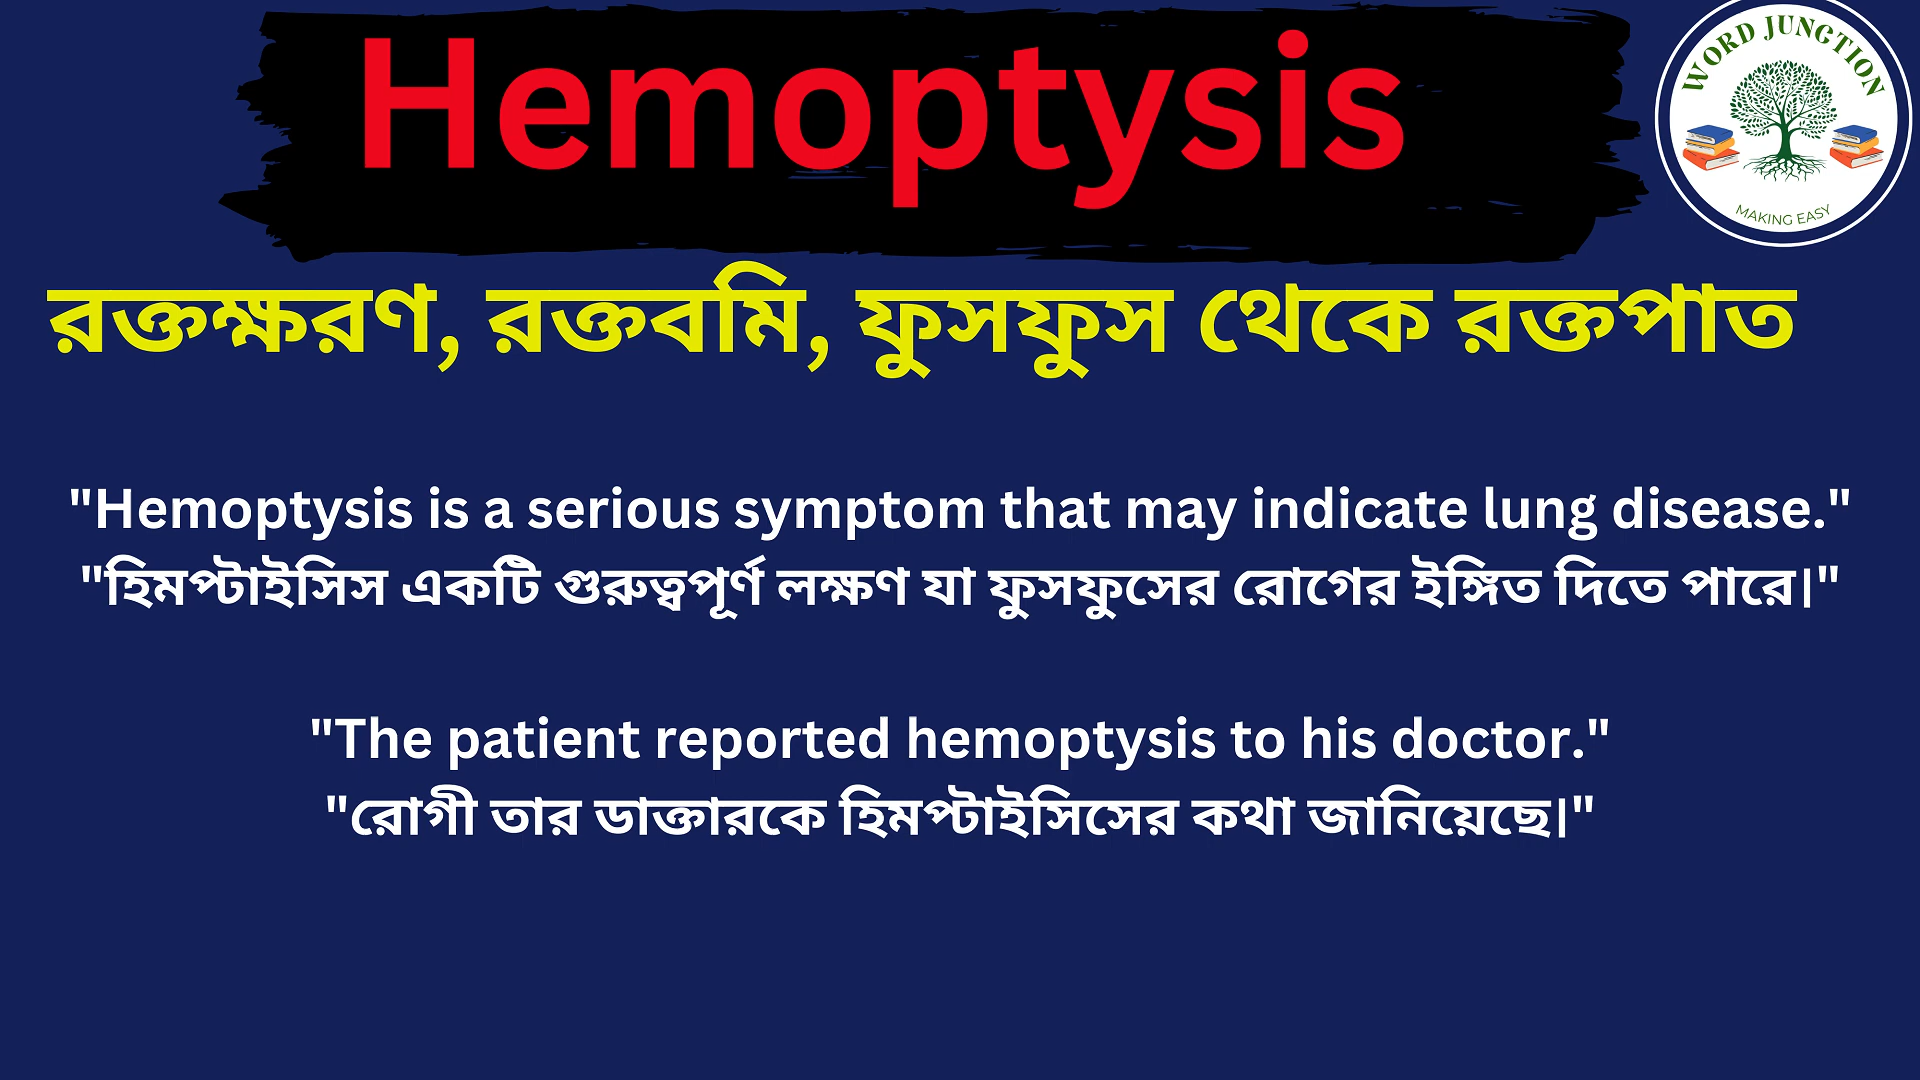 Hemoptysis
WORD JUNCTION
MAKING EASY
রক্তক্ষরণ, রক্তবমি, ফুসফুস থেকে রক্তপাত
"Hemoptysis is a serious symptom that may indicate lung disease."
"হিমপ্টাইসিস একটি গুরুত্বপূর্ণ লক্ষণ যা ফুসফুসের রোগের ইঙ্গিত দিতে পারে।"
"The patient reported hemoptysis to his doctor."
"রোগী তার ডাক্তারকে হিমপ্টাইসিসের কথা জানিয়েছে।"